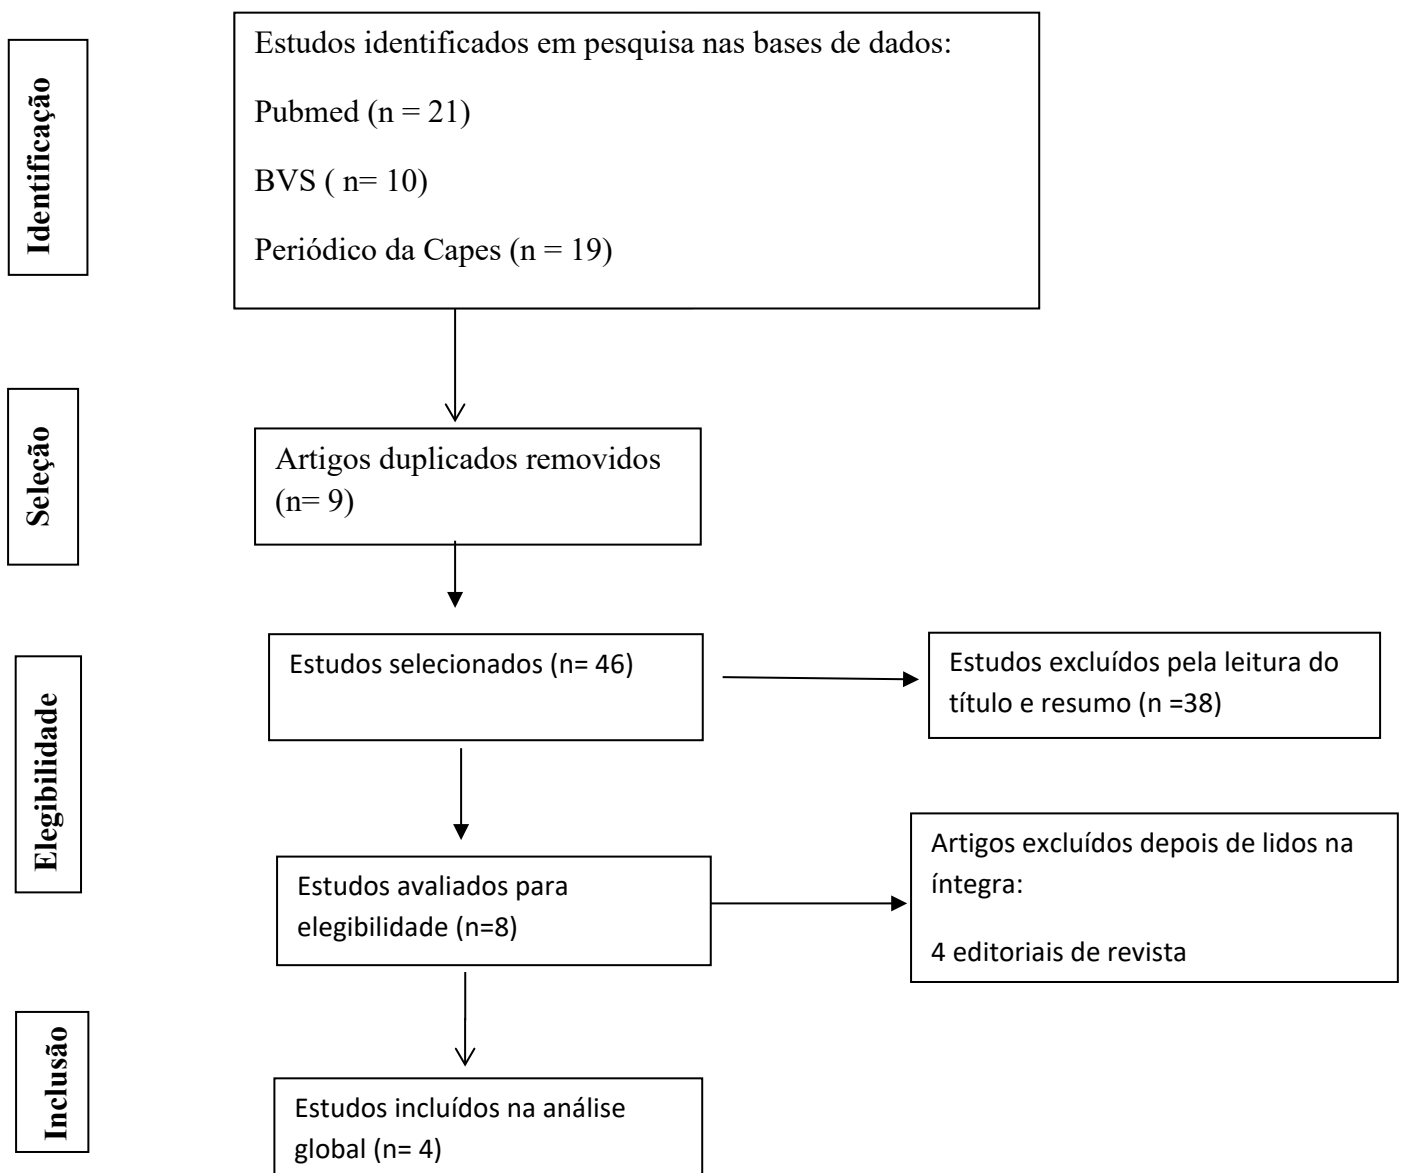 Identificação
Estudos identificados em pesquisa nas bases de dados:
Pubmed (n = 21)
BVS ( n= 10)
Periódico da Capes (n = 19)
Seleção
Artigos duplicados removidos
(n= 9)
Elegibilidade
Estudos selecionados (n= 46)
Estudos excluídos pela leitura do
título e resumo (n =38)
Estudos avaliados para
elegibilidade (n=8)
Artigos excluídos depois de lidos na
íntegra:
4 editoriais de revista
Inclusão
Estudos incluídos na análise
global (n= 4)